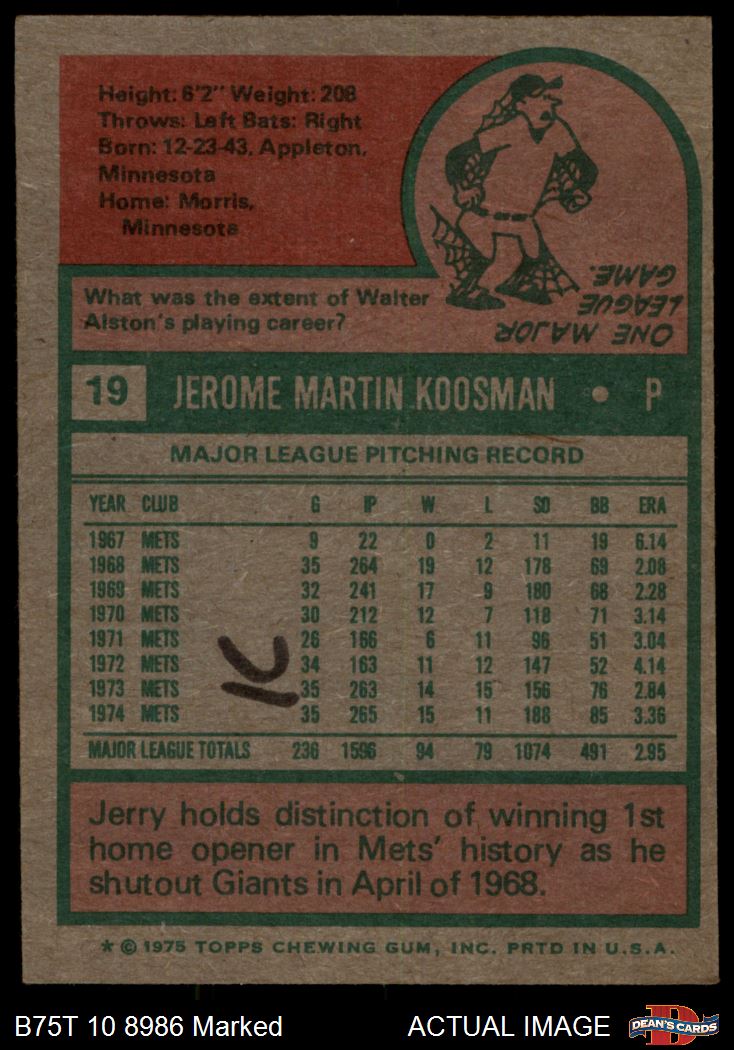 Height: 6'2" Weight: 208
Throws: Left Bats: Right
Born: 12-23-43, Appleton,
Minnesota
Home: Morris,
Minnesota
What was the extent of Walter
Alston's playing career?
ONE MAJOR
LEAGUE
GAME.
19 JEROME MARTIN KOOSMAN • P
MAJOR LEAGUE PITCHING RECORD
YEAR CLUB G IP W L SO BB ERA
1967 METS 9 22 0 2 11 19 6.14
1968 METS 35 264 19 12 178 69 2.08
1969 METS 32 241 17 9 180 68 2.28
1970 METS 30 212 12 7 118 71 3.14
1971 METS 26 166 6 11 96 51 3.04
1972 METS 34 163 11 12 147 52 4.14
1973 METS 35 263 14 15 156 76 2.84
1974 METS 35 265 15 11 188 85 3.36
MAJOR LEAGUE TOTALS 236 1596 94 79 1074 491 2.95
Jerry holds distinction of winning 1st
home opener in Mets' history as he
shutout Giants in April of 1968.
* © 1975 TOPPS CHEWING GUM, INC. PRTD IN U.S.A.
B75T 10 8986 Marked ACTUAL IMAGE DEAN'S CARDS